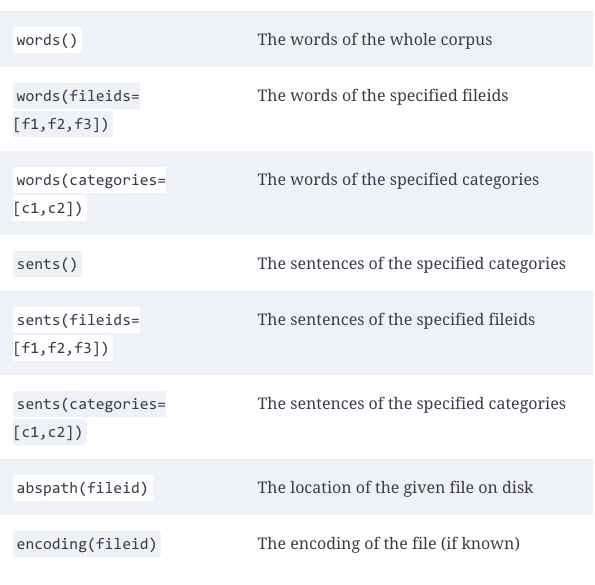 words() The words of the whole corpus
words(fileids= The words of the specified fileids
[f1,f2,f3])
words(categories= The words of the specified categories
[c1,c2])
sents() The sentences of the specified categories
sents(fileids= The sentences of the specified fileids
[f1,f2,f3])
sents(categories= The sentences of the specified categories
[c1,c2])
abspath(fileid) The location of the given file on disk
encoding(fileid) The encoding of the file (if known)